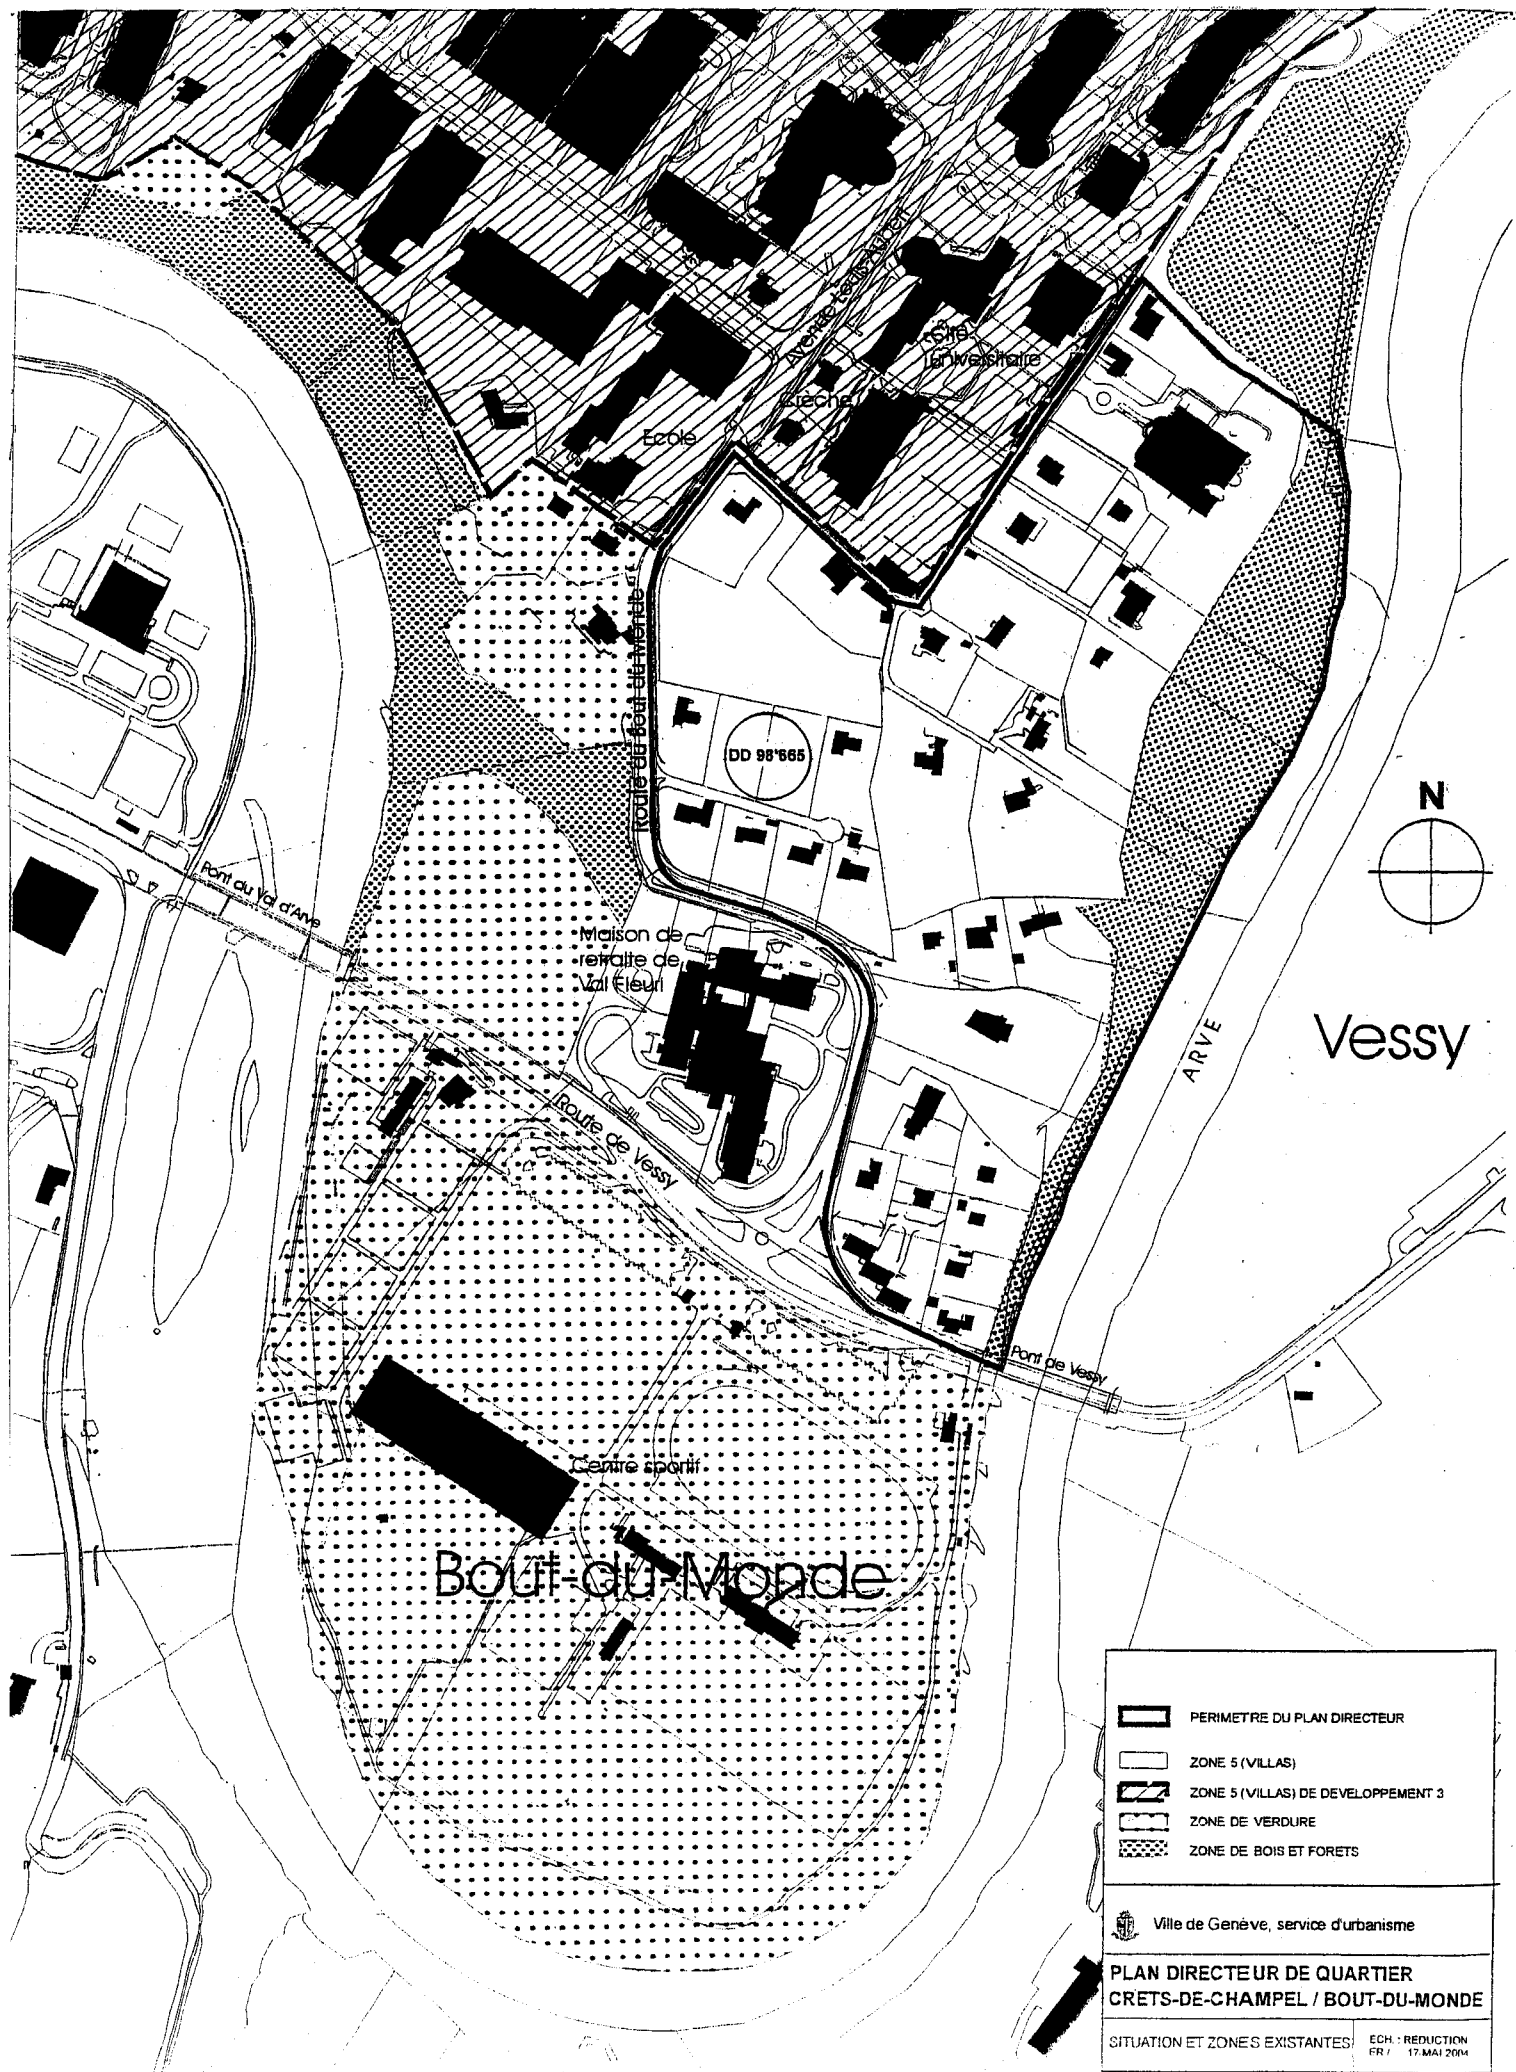 Avenue Louis-Aubert
Cité
universitaire
Crèche
Ecole
Route du Bout du Monde
DD 98'665
N
Pont du Val d'Arve
Maison de
retraite de
Val Fleuri
ARVE
Vessy
Route de Vessy
Pont de Vessy
Centre sportif
Bout-du-Monde
PERIMETRE DU PLAN DIRECTEUR
ZONE 5 (VILLAS)
ZONE 5 (VILLAS) DE DEVELOPPEMENT 3
ZONE DE VERDURE
ZONE DE BOIS ET FORETS
Ville de Genève, service d'urbanisme
PLAN DIRECTEUR DE QUARTIER
CRETS-DE-CHAMPEL / BOUT-DU-MONDE
SITUATION ET ZONES EXISTANTES
ECH. : REDUCTION
17 MAI 2004